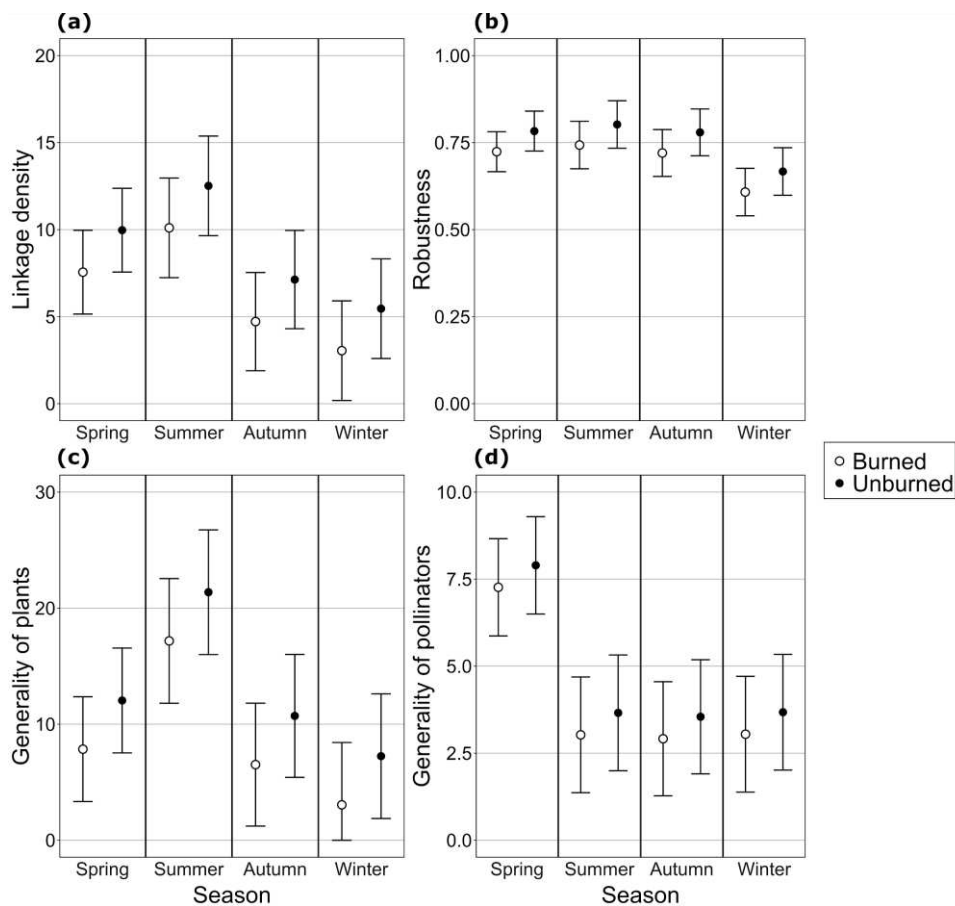 (a)
Linkage density
20
15
10
5
0
Spring Summer Autumn Winter
(b)
Robustness
1.00
0.75
0.50
0.25
0.00
Spring Summer Autumn Winter
(c)
Generality of plants
30
20
10
0
Spring Summer Autumn Winter
Season
(d)
Generality of pollinators
10.0
7.5
5.0
2.5
0.0
Spring Summer Autumn Winter
Season
Burned
Unburned